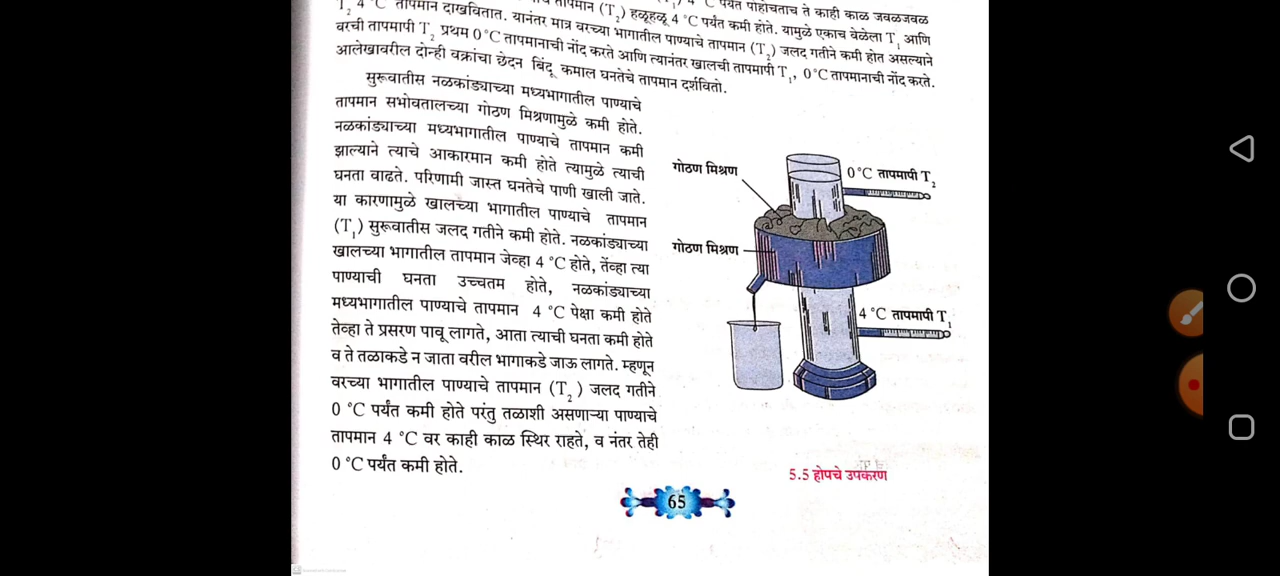 पर्यंत पोहोचताच ते काही काळ जवळजवळ
T₂ 4 °C तापमान दाखवितात. यानंतर मात्र वरच्या भागातील पाण्याचे तापमान (T₂) हळूहळू 4 °C पर्यंत कमी होते. यामुळे एकाच वेळेला T₁ आणि
वरची तापमापी T₂ प्रथम 0°C तापमानाची नोंद करते आणि त्यानंतर खालची तापमापी T₁, 0°C तापमानाची नोंद करते.
आलेखावरील दोन्ही वक्रांचा छेदन बिंदू कमाल घनतेचे तापमान दर्शवितो.
सुरूवातीस नळकांड्याच्या मध्यभागातील पाण्याचे
तापमान सभोवतालच्या गोठण मिश्रणामुळे कमी होते.
नळकांड्याच्या मध्यभागातील पाण्याचे तापमान कमी
झाल्याने त्याचे आकारमान कमी होते त्यामुळे त्याची
घनता वाढते. परिणामी जास्त घनतेचे पाणी खाली जाते.
या कारणामुळे खालच्या भागातील पाण्याचे तापमान
(T₁) सुरूवातीस जलद गतीने कमी होते. नळकांड्याच्या
खालच्या भागातील तापमान जेव्हा 4 °C होते, तेंव्हा त्या
पाण्याची घनता उच्चतम होते, नळकांड्याच्या
मध्यभागातील पाण्याचे तापमान 4 °C पेक्षा कमी होते
तेव्हा ते प्रसरण पावू लागते, आता त्याची घनता कमी होते
व ते तळाकडे न जाता वरील भागाकडे जाऊ लागते. म्हणून
वरच्या भागातील पाण्याचे तापमान (T₂) जलद गतीने
0 °C पर्यंत कमी होते परंतु तळाशी असणाऱ्या पाण्याचे
तापमान 4 °C वर काही काळ स्थिर राहते, व नंतर तेही
0 °C पर्यंत कमी होते.
गोठण मिश्रण
0°C तापमापी T₂
गोठण मिश्रण
4 °C तापमापी T₁
5.5 होपचे उपकरण
65